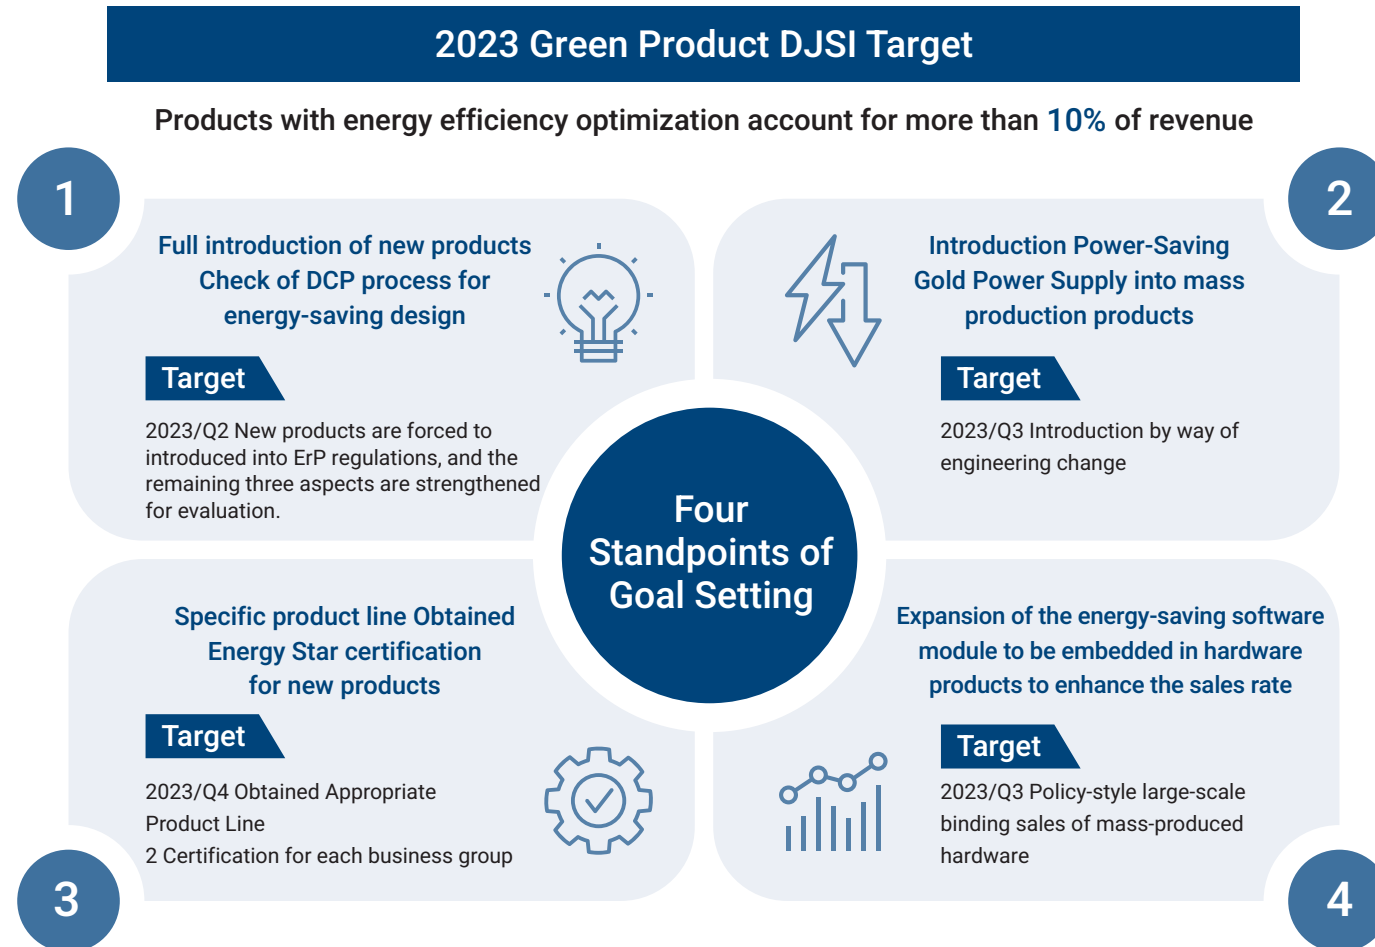 2023 Green Product DJSI Target
Products with energy efficiency optimization account for more than 10% of revenue
1
Full introduction of new products
Check of DCP process for
energy-saving design
Target
2023/Q2 New products are forced to
introduced into ErP regulations, and the
remaining three aspects are strengthened
for evaluation.
2
Introduction Power-Saving
Gold Power Supply into mass
production products
Target
2023/Q3 Introduction by way of
engineering change
Four
Standpoints of
Goal Setting
3
Specific product line Obtained
Energy Star certification
for new products
Target
2023/Q4 Obtained Appropriate
Product Line
2 Certification for each business group
4
Expansion of the energy-saving software
module to be embedded in hardware
products to enhance the sales rate
Target
2023/Q3 Policy-style large-scale
binding sales of mass-produced
hardware